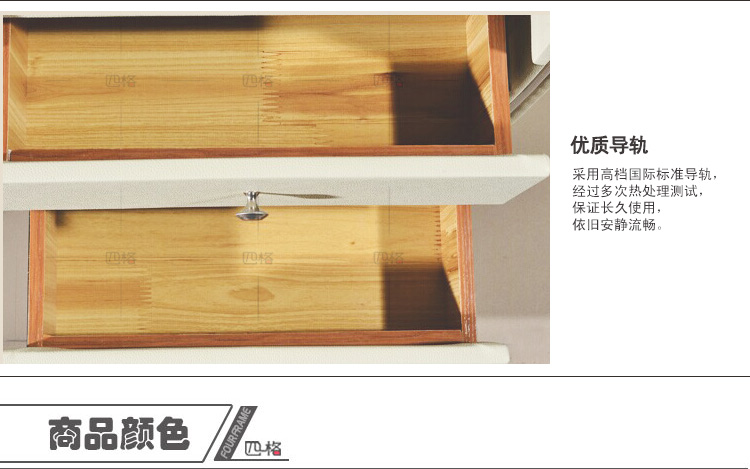 四格 四格 四格
优质导轨
采用高档国际标准导轨，
经过多次热处理测试，
保证长久使用，
依旧安静流畅。
四格 四格 四格
商品颜色
FOURFRAME
四格